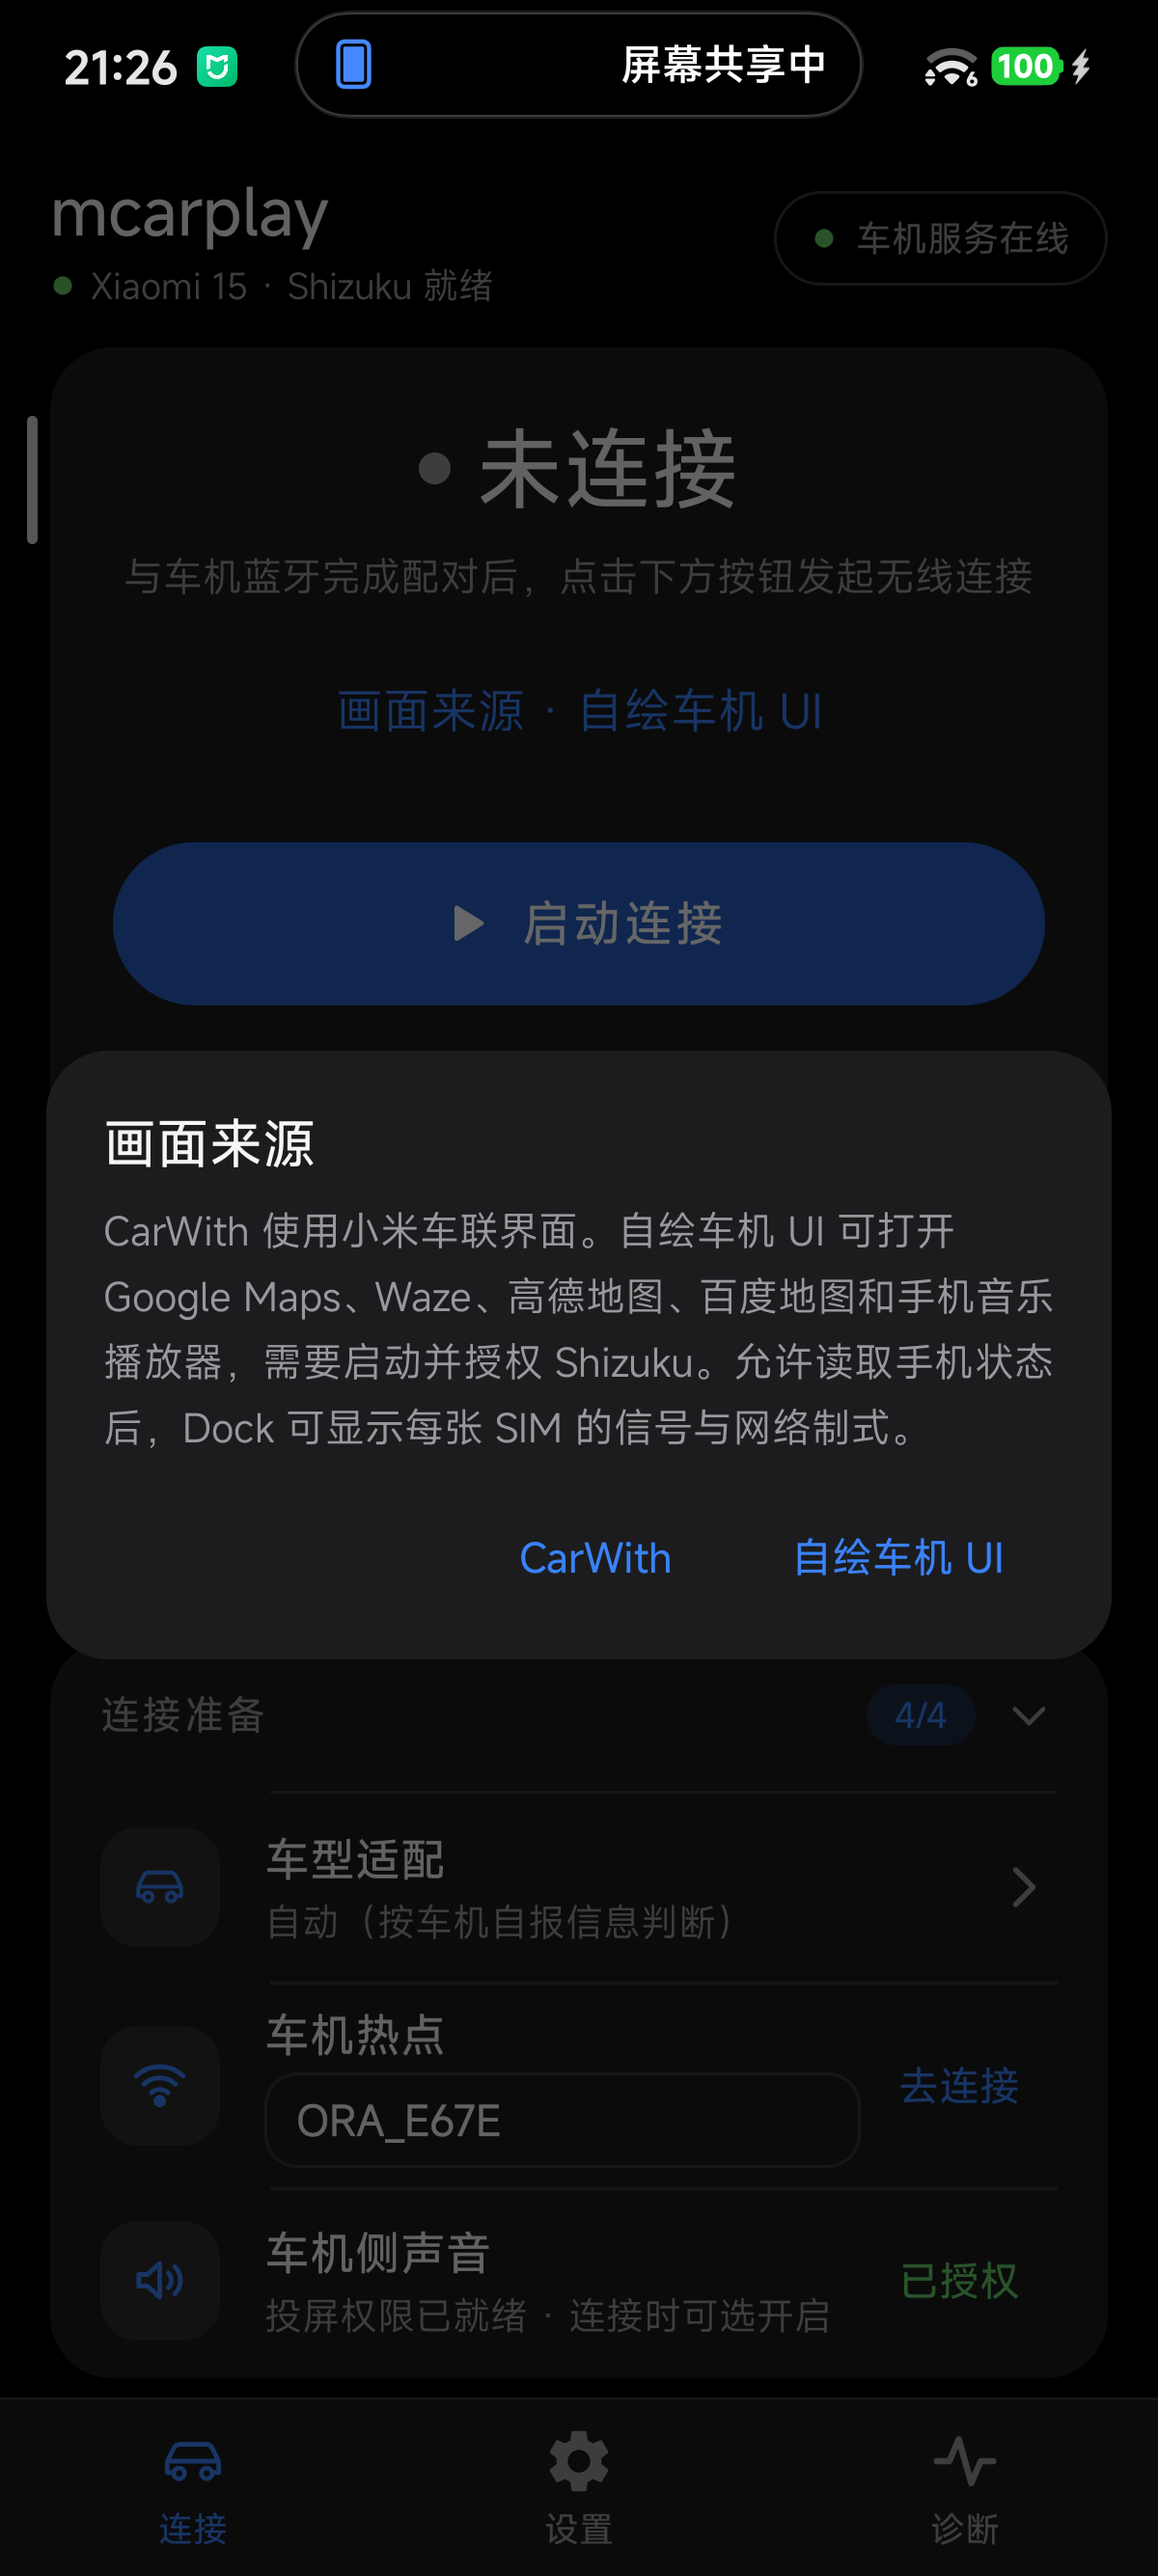 21:26
屏幕共享中
6
100
mcarplay
车机服务在线
Xiaomi 15 · Shizuku 就绪
未连接
与车机蓝牙完成配对后，点击下方按钮发起无线连接
画面来源 · 自绘车机 UI
启动连接
画面来源
CarWith 使用小米车联界面。自绘车机 UI 可打开
Google Maps、Waze、高德地图、百度地图和手机音乐
播放器，需要启动并授权 Shizuku。允许读取手机状态
后，Dock 可显示每张 SIM 的信号与网络制式。
CarWith
自绘车机 UI
连接准备
4/4
车型适配
自动（按车机自报信息判断）
车机热点
ORA_E67E
去连接
车机侧声音
投屏权限已就绪 · 连接时可选开启
已授权
连接
设置
诊断